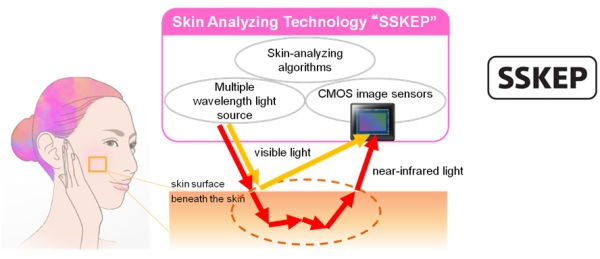 Skin Analyzing Technology “SSKEP”
Skin-analyzing
algorithms
Multiple
wavelength light
source
CMOS image sensors
SSKEP
visible light
near-infrared light
skin surface
beneath the skin